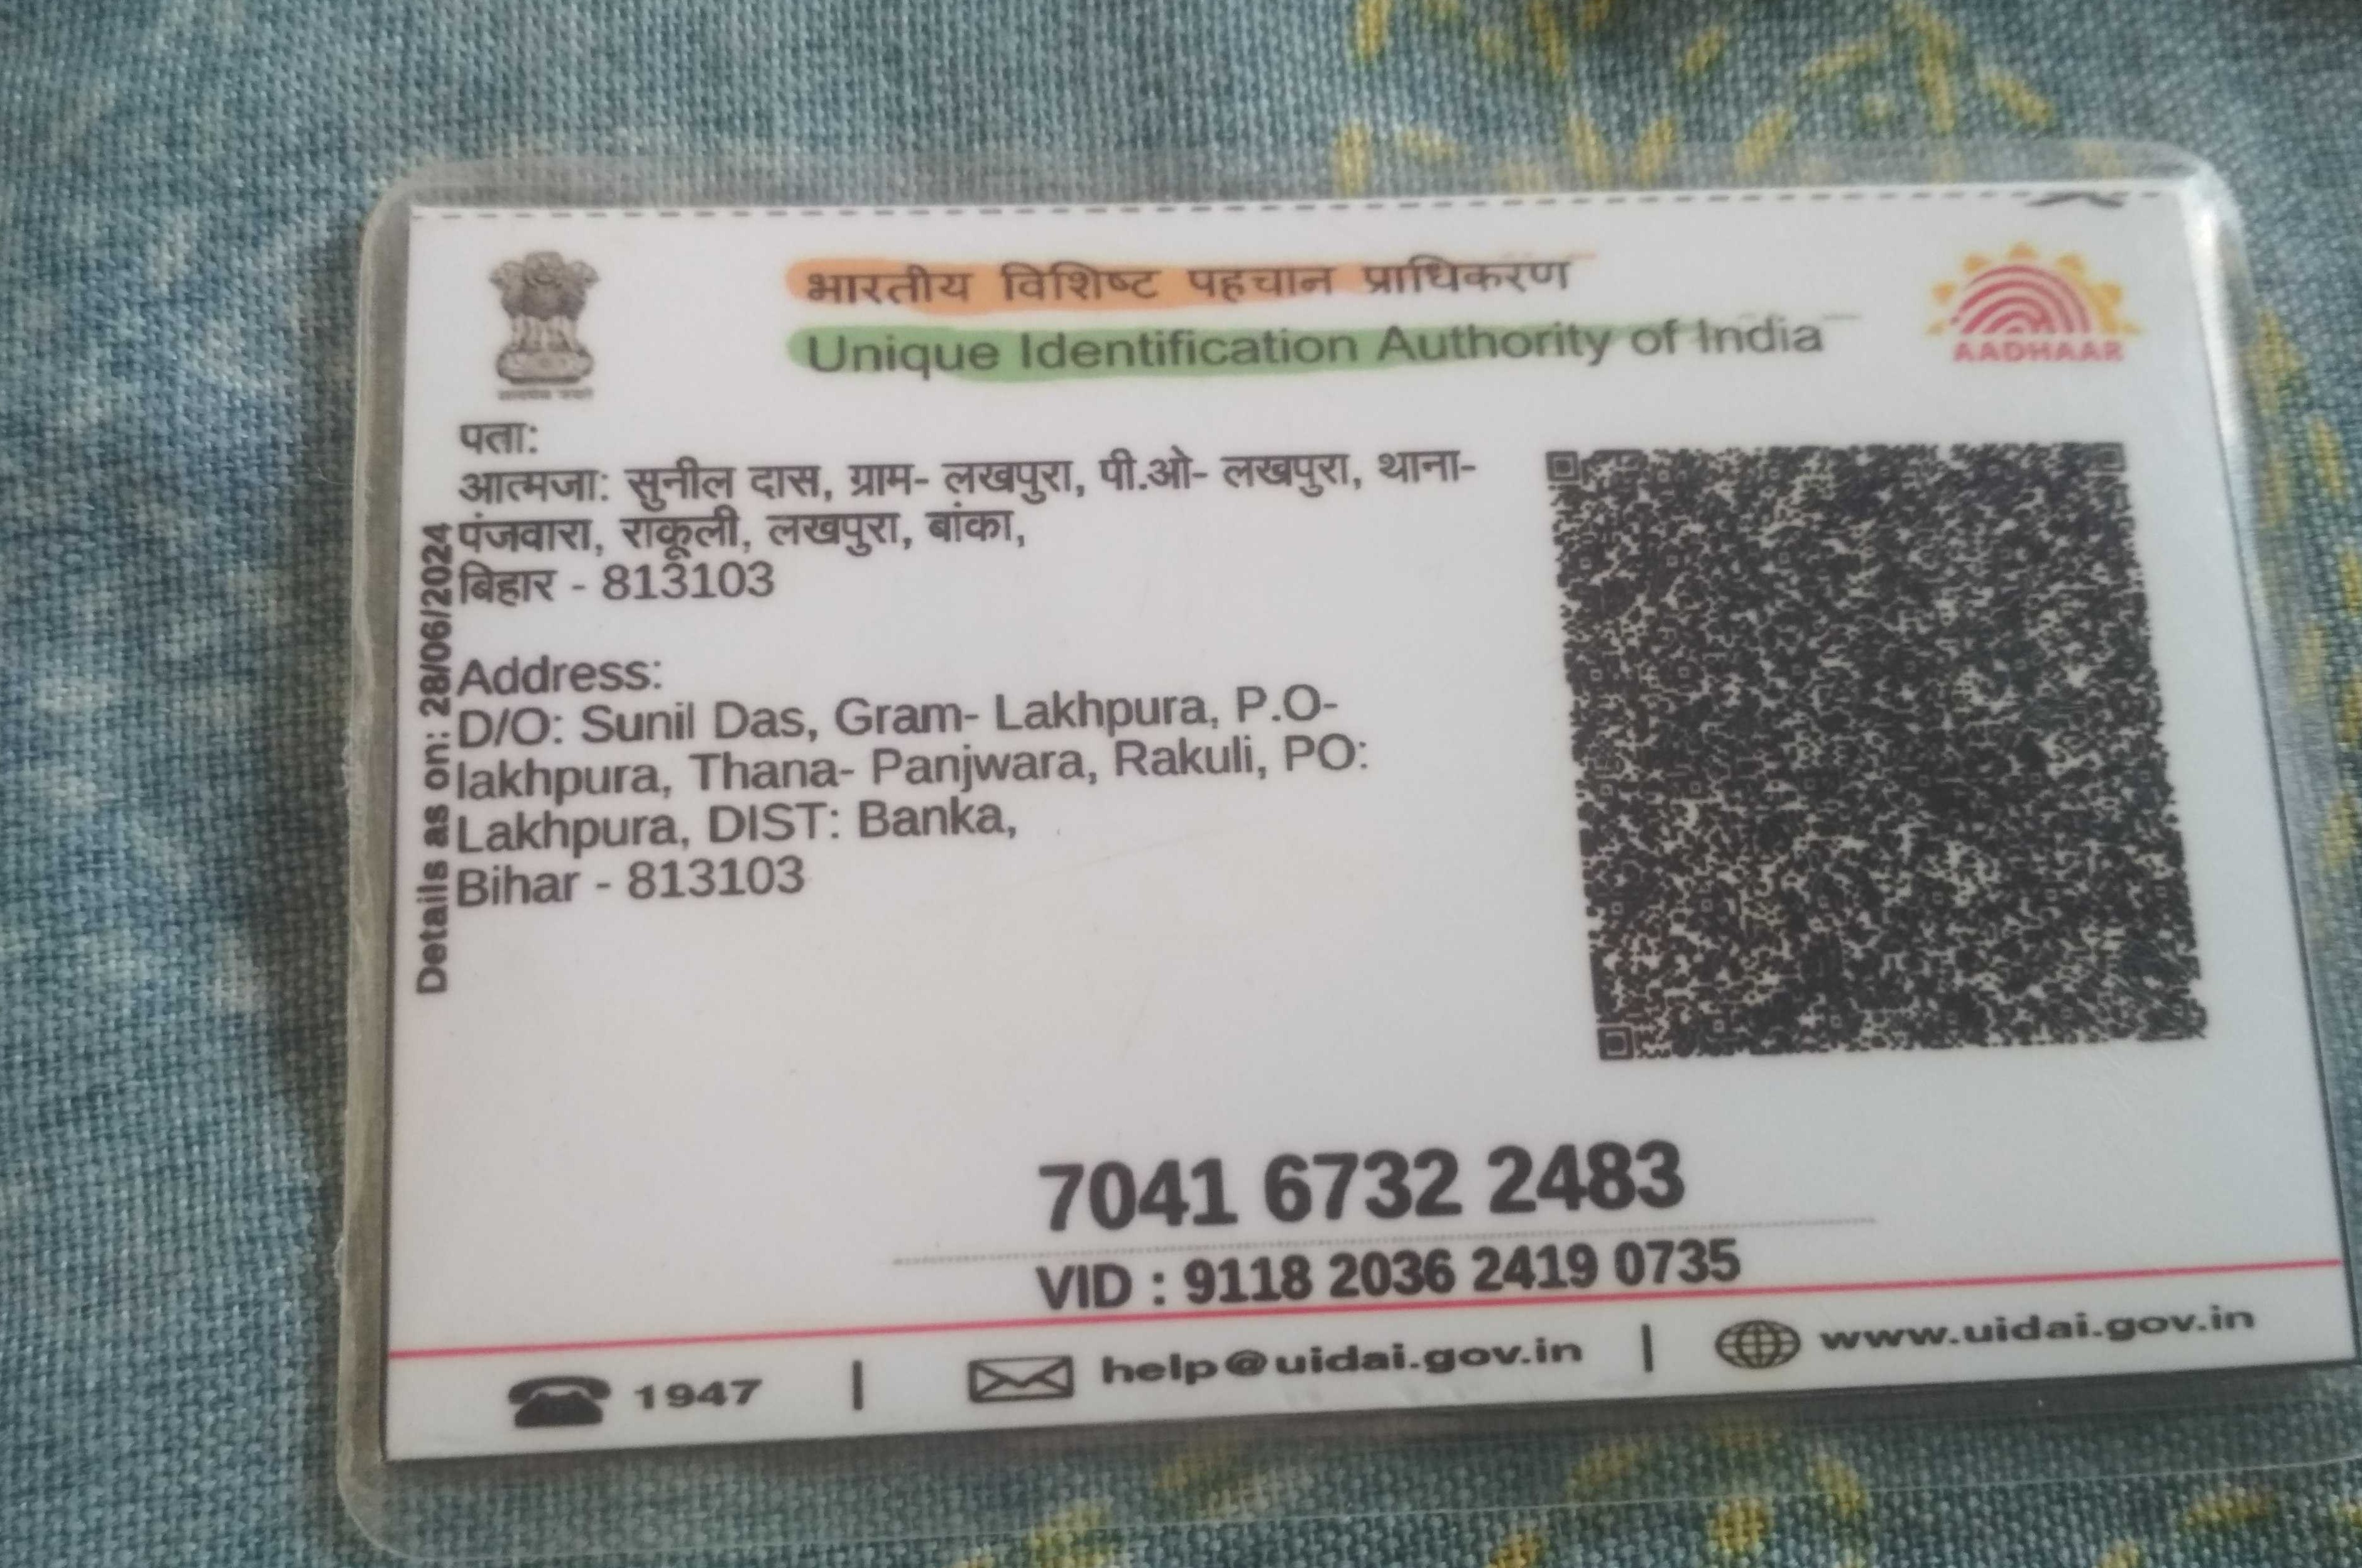 भारतीय विशिष्ट पहचान प्राधिकरण
Unique Identification Authority of India
AADHAAR
पता:
आत्मजा: सुनील दास, ग्राम- लखपुरा, पी.ओ- लखपुरा, थाना-
पंजवारा, राकूली, लखपुरा, बांका,
बिहार - 813103
Address:
D/O: Sunil Das, Gram- Lakhpura, P.O-
lakhpura, Thana- Panjwara, Rakuli, PO:
Lakhpura, DIST: Banka,
Bihar - 813103
Details as on: 28/06/2024
7041 6732 2483
VID : 9118 2036 2419 0735
1947 | help@uidai.gov.in | www.uidai.gov.in